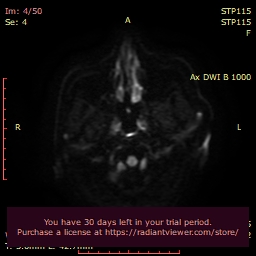 Im: 4/50
Se: 4
A
STP115
STP115
F
Ax DWI B 1000
R
L
You have 30 days left in your trial period.
Purchase a license at https://radiantviewer.com/store/